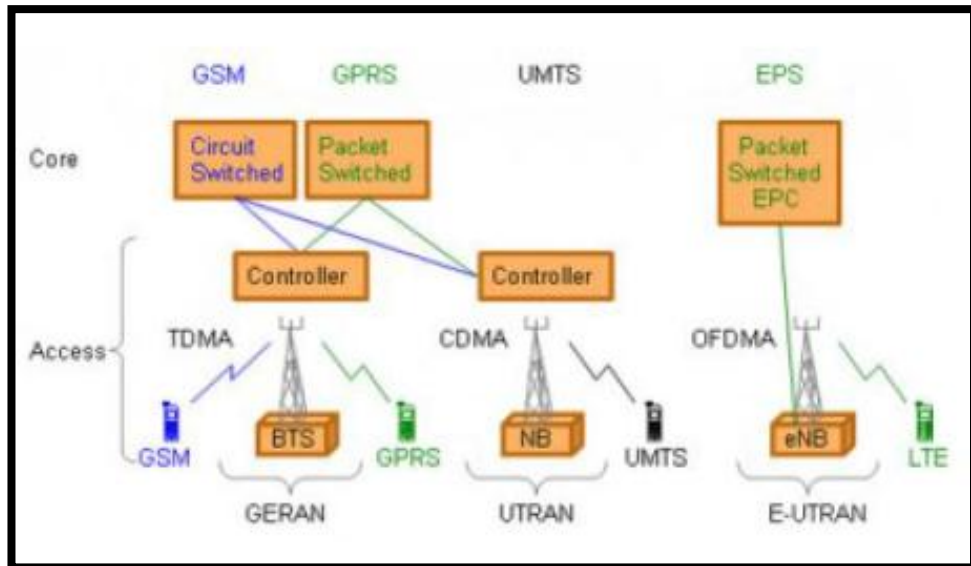 GSM GPRS UMTS EPS
Core
Circuit
Switched
Packet
Switched
Packet
Switched
EPC
Controller
Controller
Access
TDMA
CDMA
OFDMA
BTS
NB
eNB
GSM
GPRS
UMTS
LTE
GERAN
UTRAN
E-UTRAN